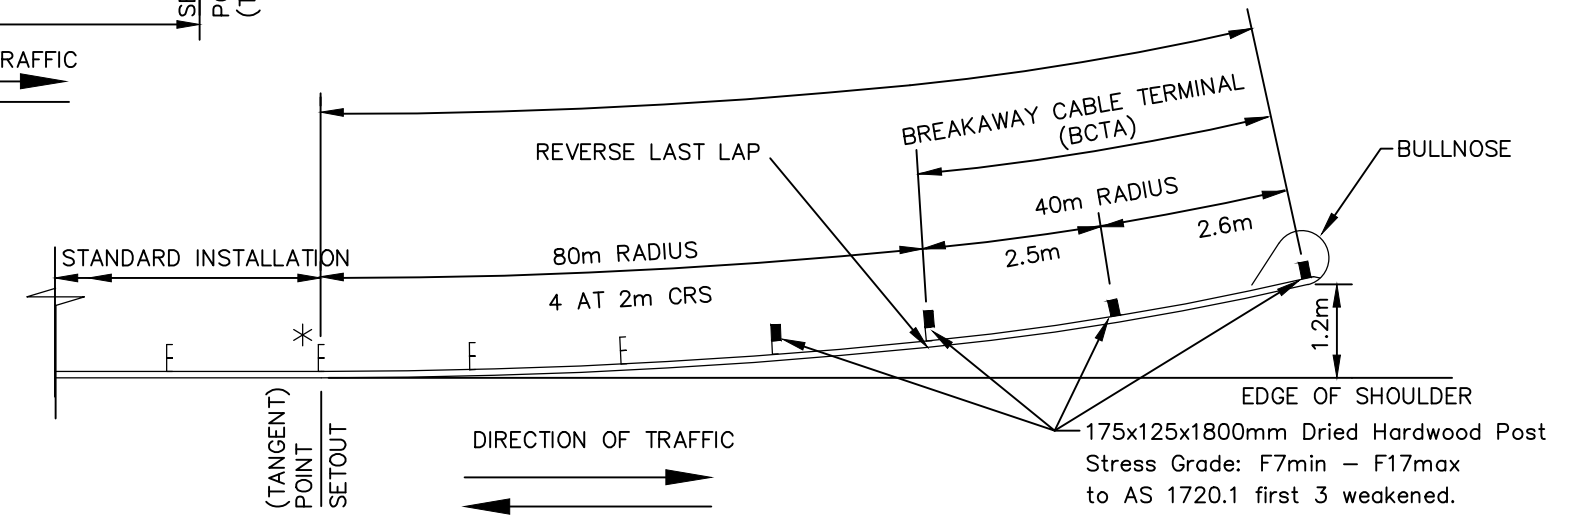 RAFFIC
BREAKAWAY CABLE TERMINAL
(BCTA)
REVERSE LAST LAP
BULLNOSE
40m RADIUS
2.6m
2.5m
STANDARD INSTALLATION
80m RADIUS
4 AT 2m CRS
1.2m
EDGE OF SHOULDER
(TANGENT)
POINT
SETOUT
DIRECTION OF TRAFFIC
175x125x1800mm Dried Hardwood Post
Stress Grade: F7min – F17max
to AS 1720.1 first 3 weakened.